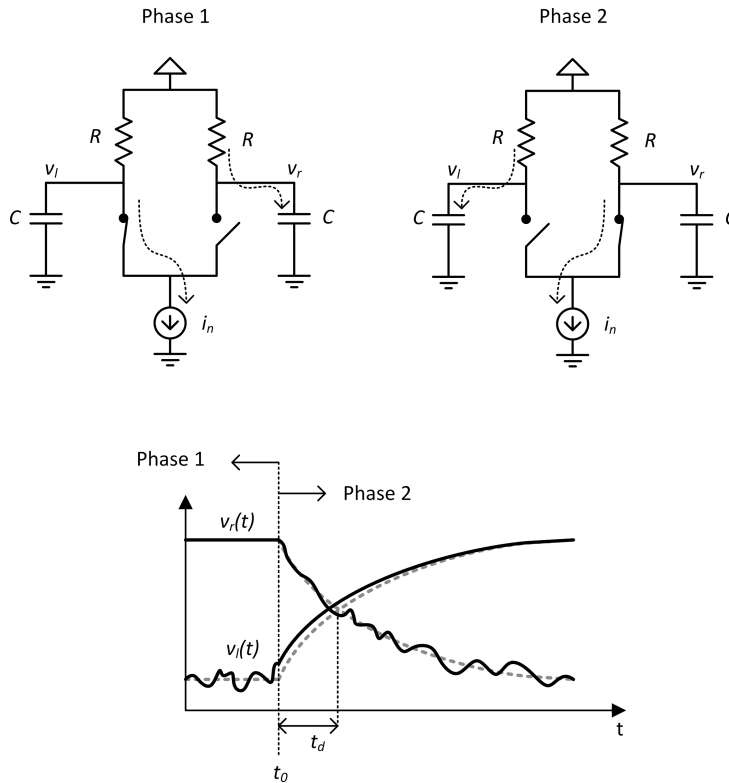 Phase 1
Phase 2
R
R
v_l
v_r
C
C
i_n
R
R
v_l
v_r
C
C
i_n
Phase 1
Phase 2
v_r(t)
v_l(t)
t
t_d
t_0